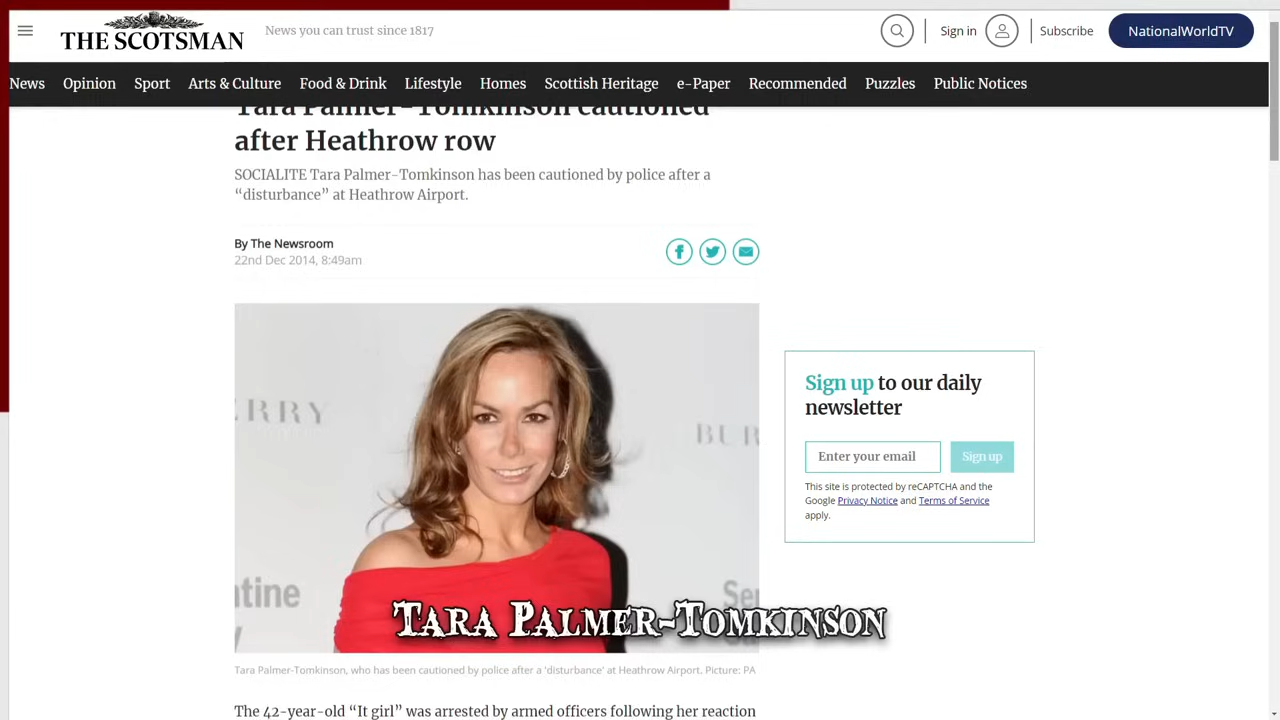 THE SCOTSMAN
News you can trust since 1817
Sign in
Subscribe
NationalWorldTV
News Opinion Sport Arts & Culture Food & Drink Lifestyle Homes Scottish Heritage e-Paper Recommended Puzzles Public Notices
Tara Palmer-Tomkinson cautioned
after Heathrow row
SOCIALITE Tara Palmer-Tomkinson has been cautioned by police after a
“disturbance” at Heathrow Airport.
By The Newsroom
22nd Dec 2014, 8:49am
Sign up to our daily
newsletter
Enter your email
Sign up
This site is protected by reCAPTCHA and the
Google Privacy Notice and Terms of Service
apply.
TARA PALMER-TOMKINSON
Tara Palmer-Tomkinson, who has been cautioned by police after a 'disturbance' at Heathrow Airport. Picture: PA
The 42-year-old “It girl” was arrested by armed officers following her reaction